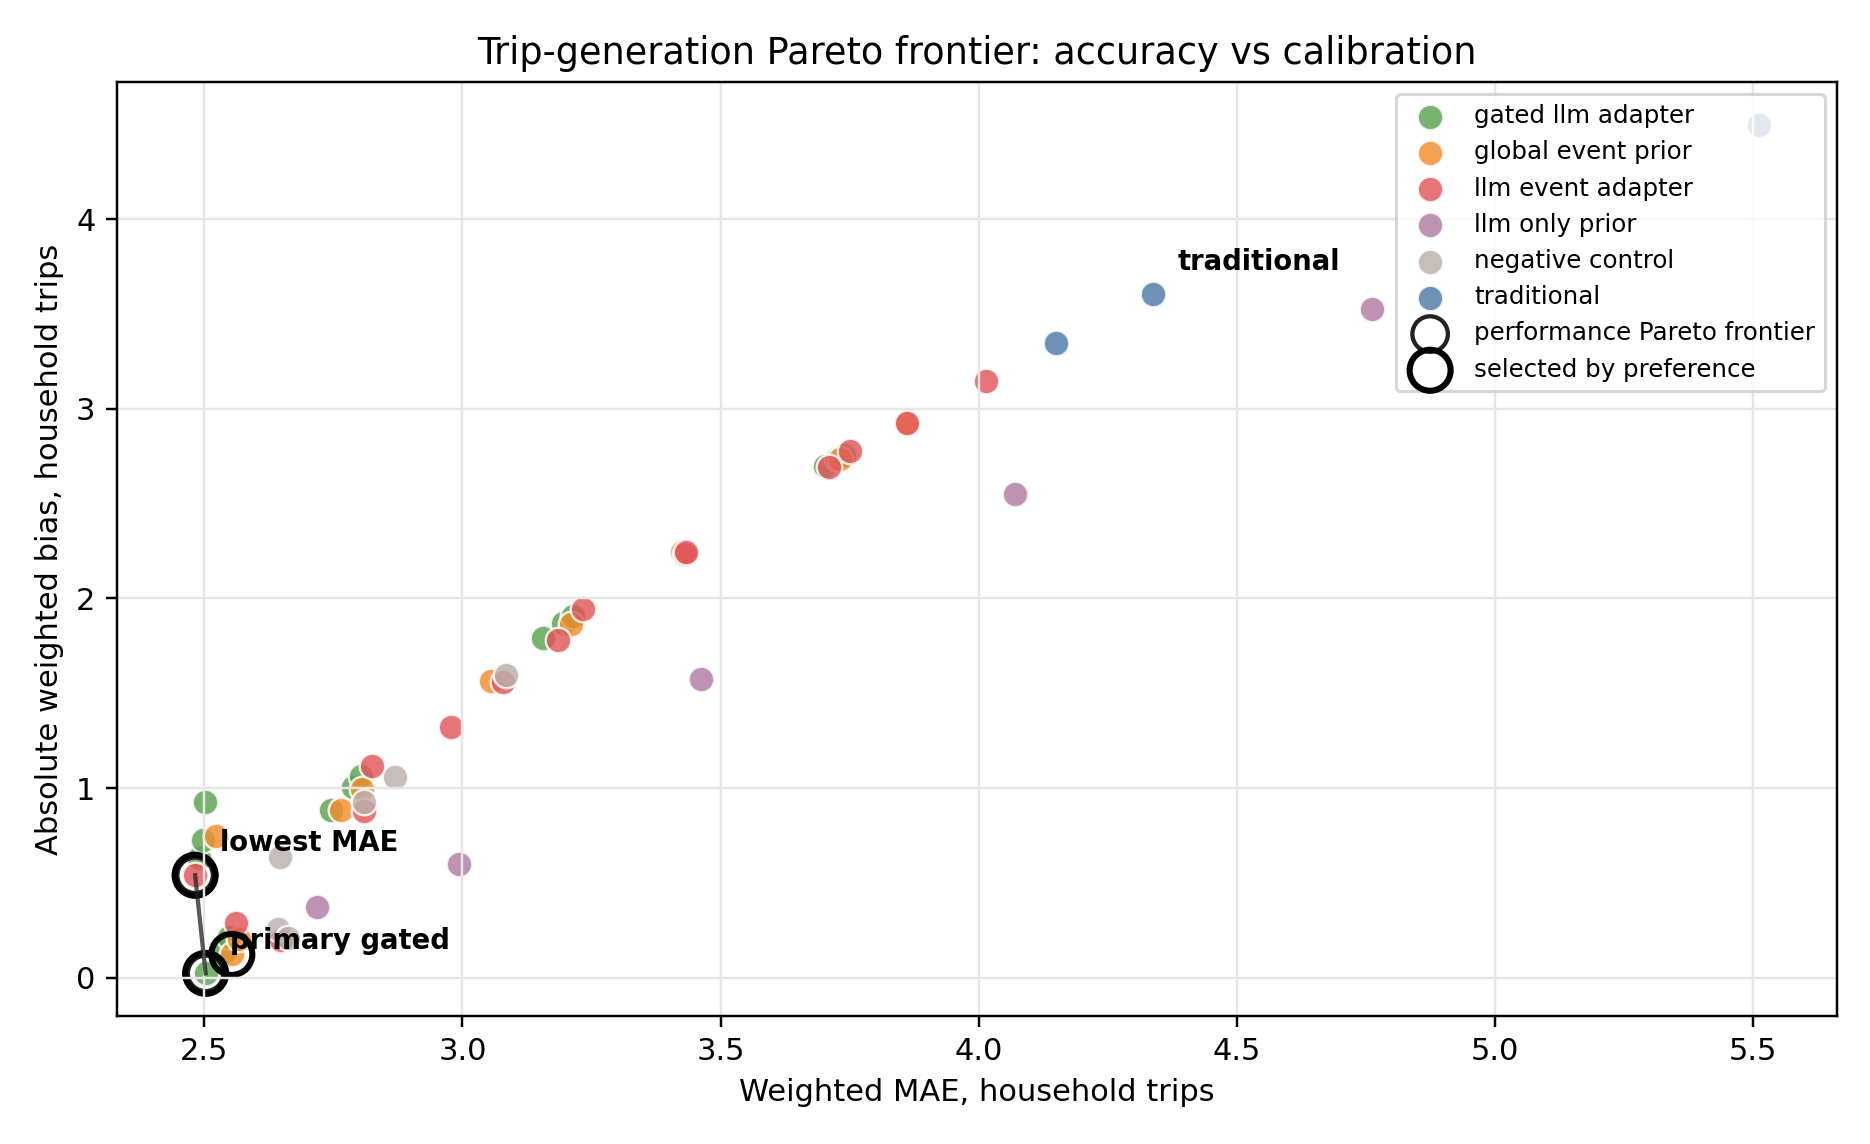 Trip-generation Pareto frontier: accuracy vs calibration
gated llm adapter
global event prior
llm event adapter
llm only prior
negative control
traditional
performance Pareto frontier
selected by preference
traditional
lowest MAE
primary gated
Absolute weighted bias, household trips
4
3
2
1
0
2.5 3.0 3.5 4.0 4.5 5.0 5.5
Weighted MAE, household trips